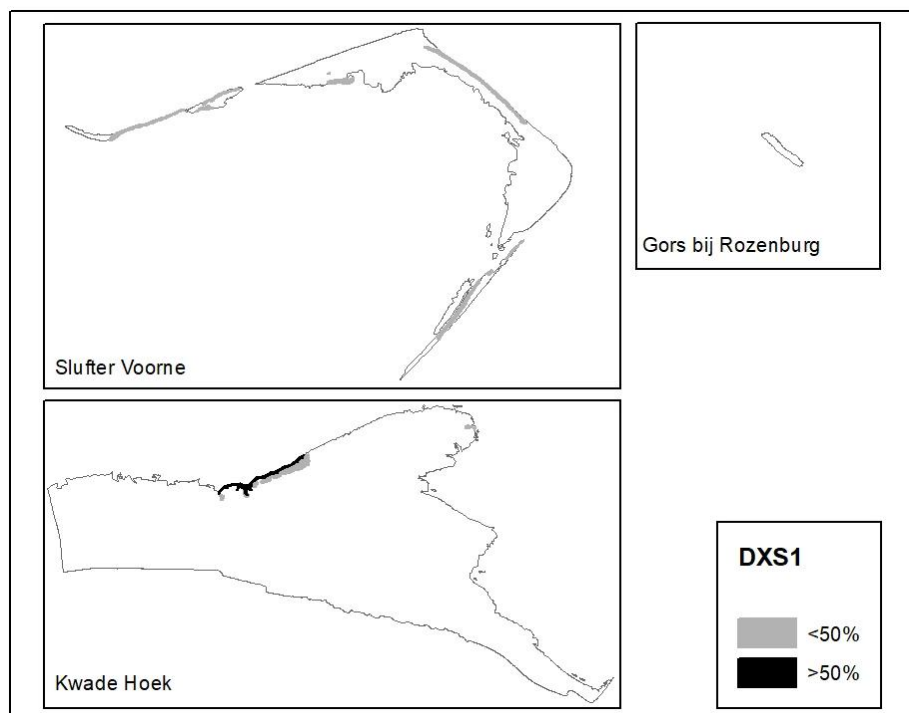 Slufter Voorne
Gors bij Rozenburg
Kwade Hoek
DXS1
<50%
>50%